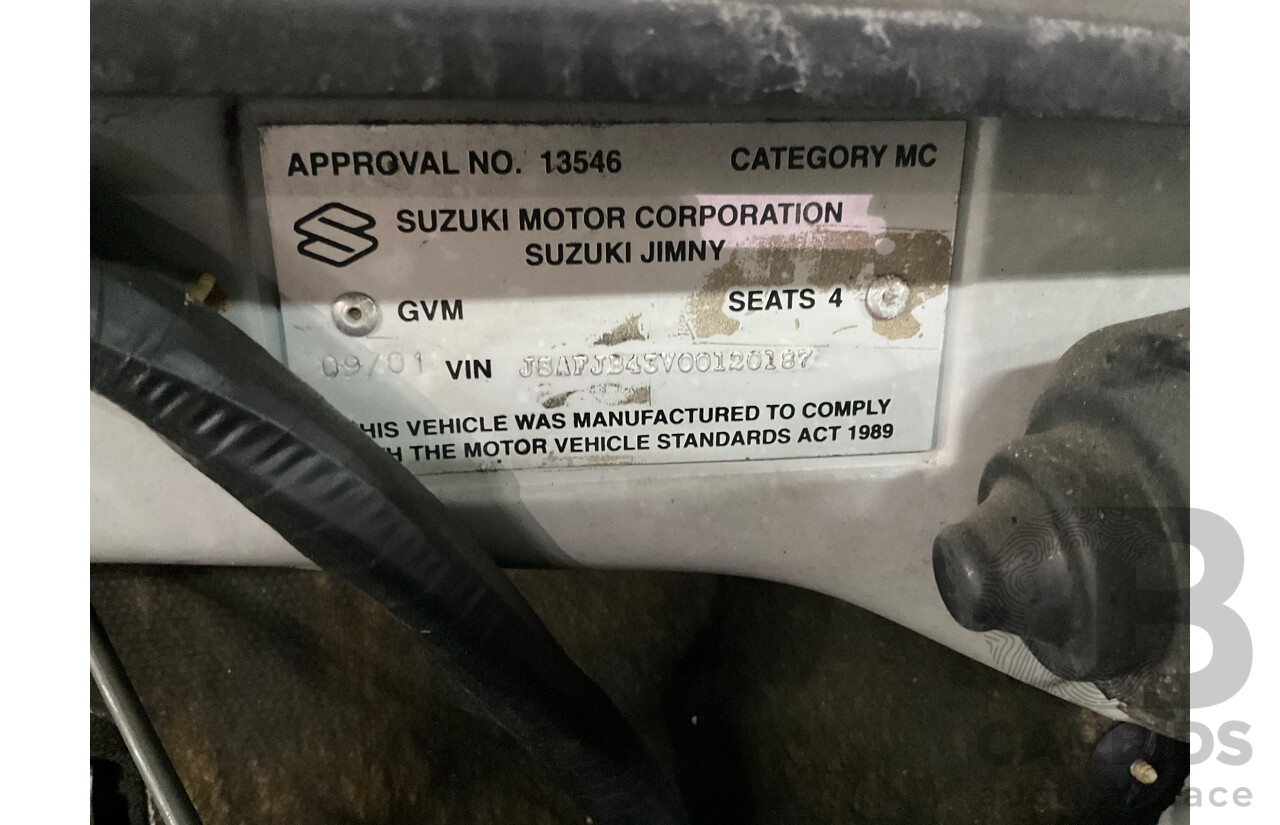 APPROVAL NO. 13546 CATEGORY MC
SUZUKI MOTOR CORPORATION
SUZUKI JIMNY
GVM SEATS 4
09/01 VIN JSAFJB43V00120187
HIS VEHICLE WAS MANUFACTURED TO COMPLY
H THE MOTOR VEHICLE STANDARDS ACT 1989
B